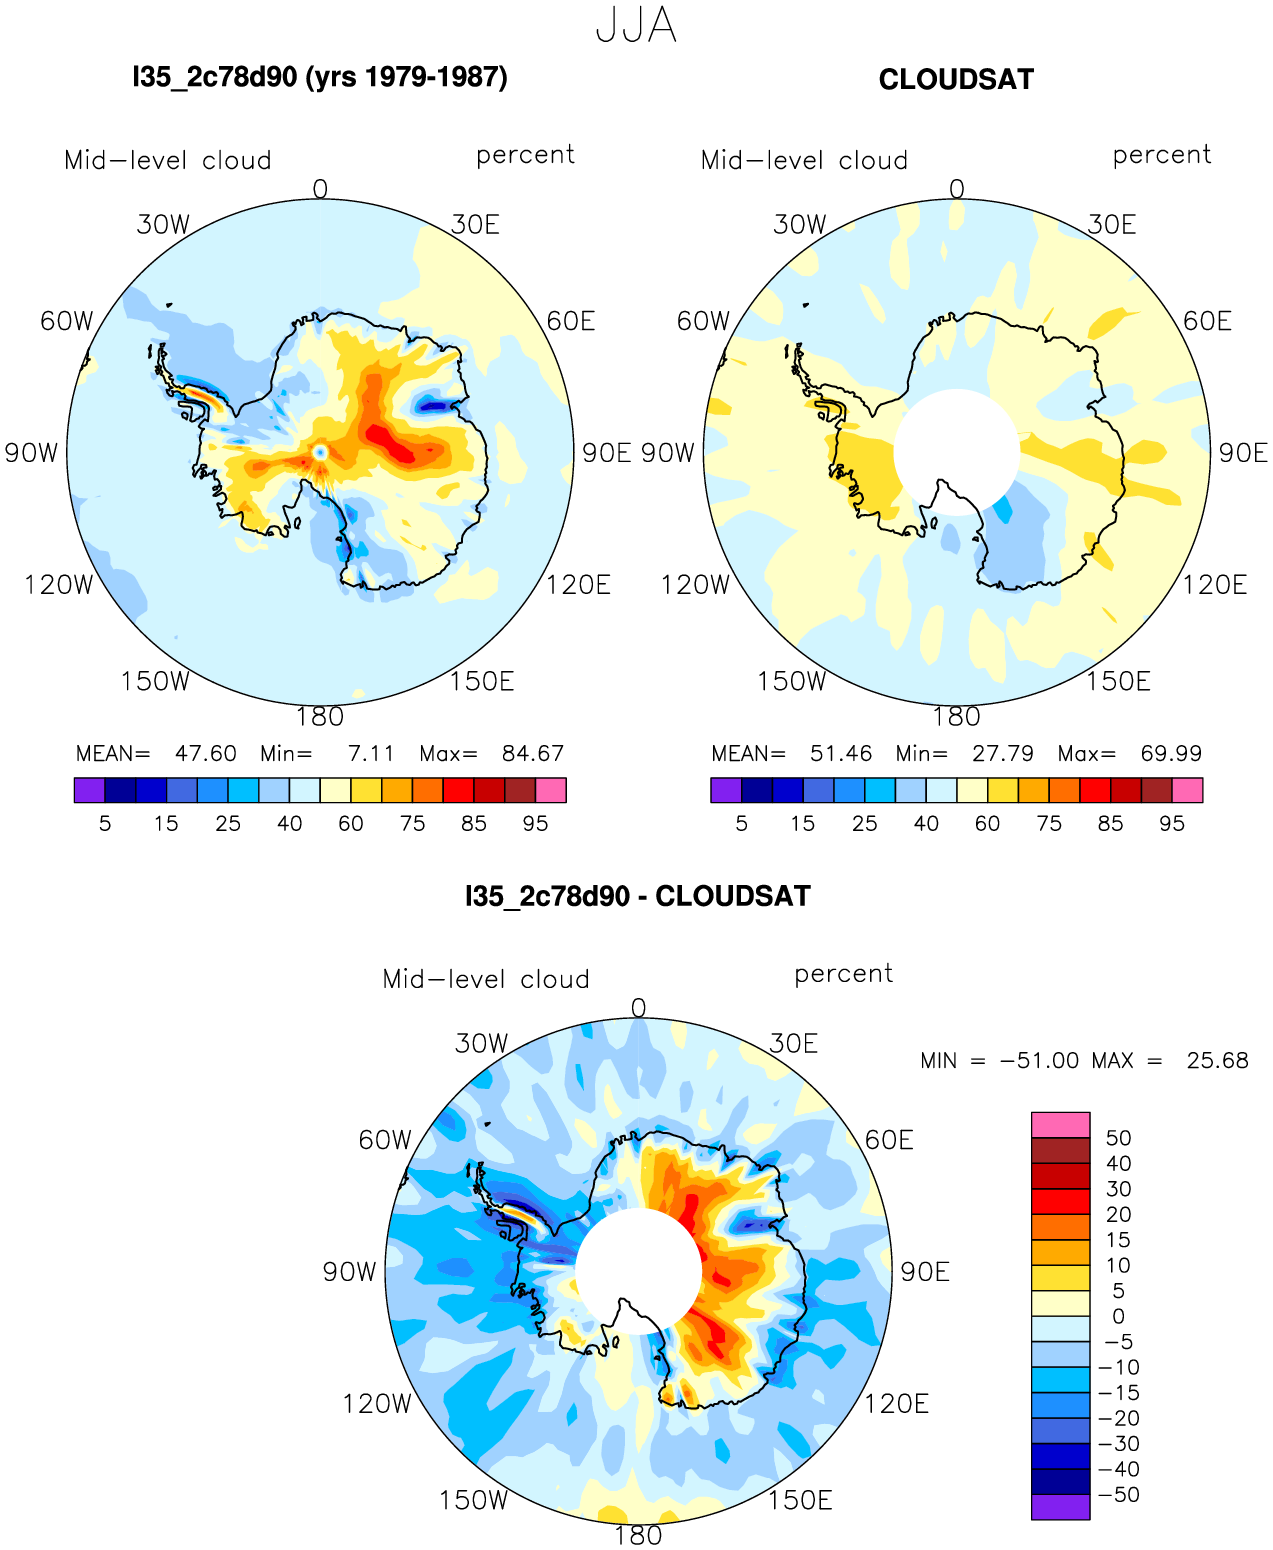 JJA
I35_2c78d90 (yrs 1979-1987)
Mid-level cloud percent
0
30W 30E
60W 60E
90W 90E
120W 120E
150W 150E
180
MEAN= 47.60 Min= 7.11 Max= 84.67
5 15 25 40 60 75 85 95
CLOUDSAT
Mid-level cloud percent
0
30W 30E
60W 60E
90W 90E
120W 120E
150W 150E
180
MEAN= 51.46 Min= 27.79 Max= 69.99
5 15 25 40 60 75 85 95
I35_2c78d90 - CLOUDSAT
Mid-level cloud percent
0
30W 30E
60W 60E
90W 90E
120W 120E
150W 150E
180
MIN = -51.00 MAX = 25.68
50
40
30
20
15
10
5
0
-5
-10
-15
-20
-30
-40
-50